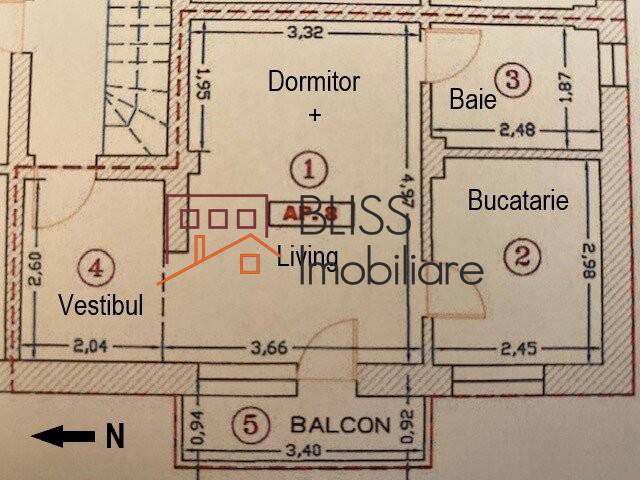 3,32
Dormitor
+
1,95
1
4,97
AP. 8
Living
3
Baie
1,87
2,48
Bucatarie
2
2,98
2,45
BLISS
Imobiliare
4
2,60
Vestibul
2,04
3,66
0,94
5
BALCON
0,92
3,40
N